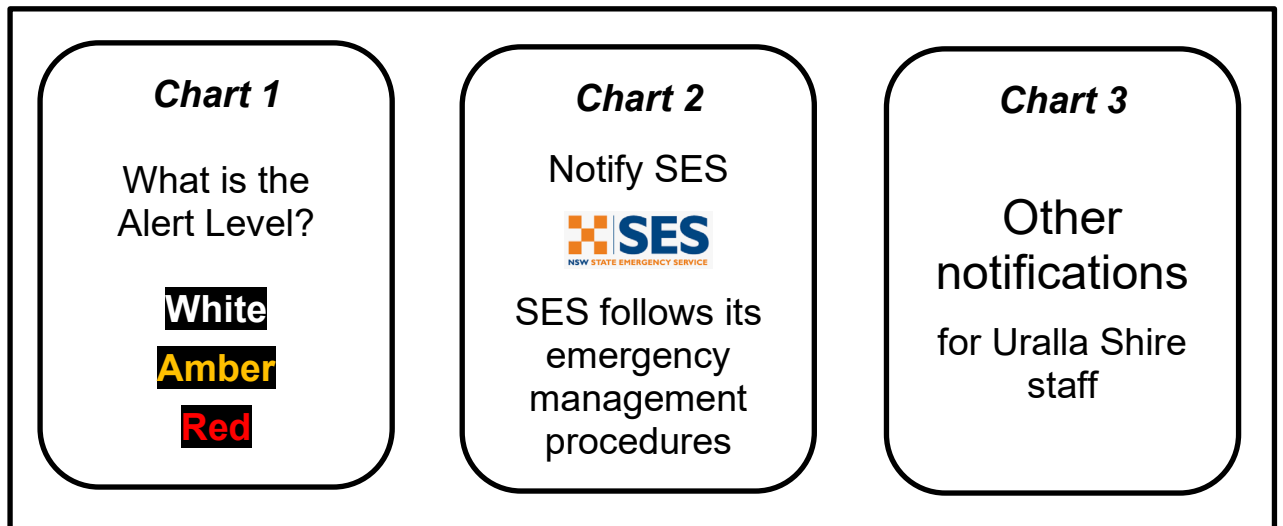 Chart 1
What is the
Alert Level?
White
Amber
Red
Chart 2
Notify SES
SES
NSW STATE EMERGENCY SERVICE
SES follows its
emergency
management
procedures
Chart 3
Other
notifications
for Uralla Shire
staff